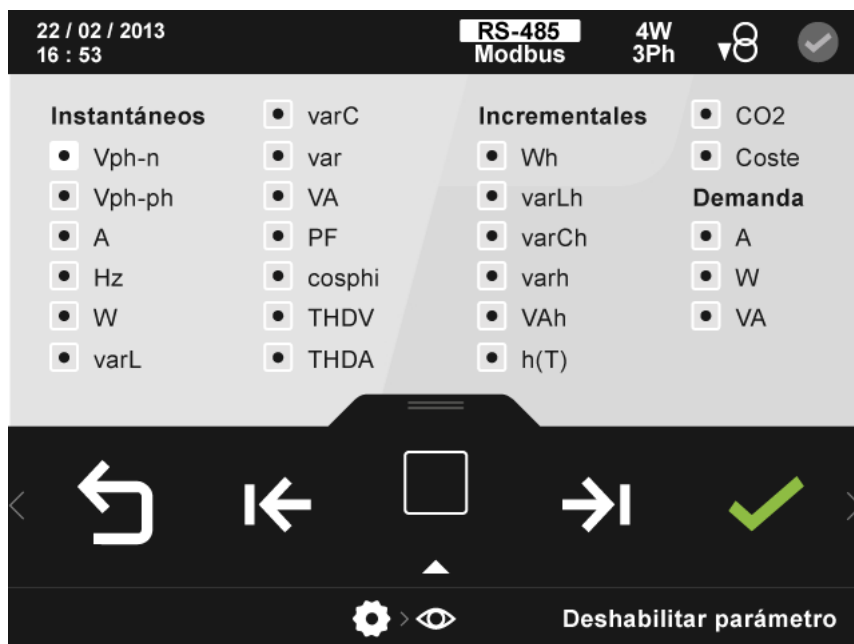 22 / 02 / 2013
16 : 53
RS-485
Modbus
4W
3Ph
Instantáneos
Vph-n
Vph-ph
A
Hz
W
varL
varC
var
VA
PF
cosphi
THDV
THDA
Incrementales
Wh
varLh
varCh
varh
VAh
h(T)
CO2
Coste
Demanda
A
W
VA
Deshabilitar parámetro